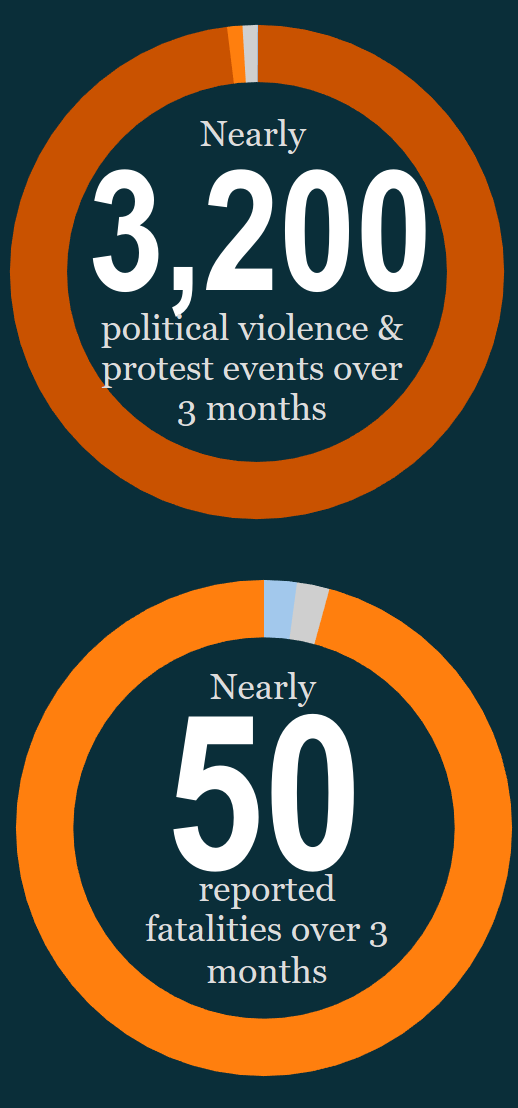 Nearly
3,200
political violence &
protest events over
3 months
Nearly
50
reported
fatalities over 3
months